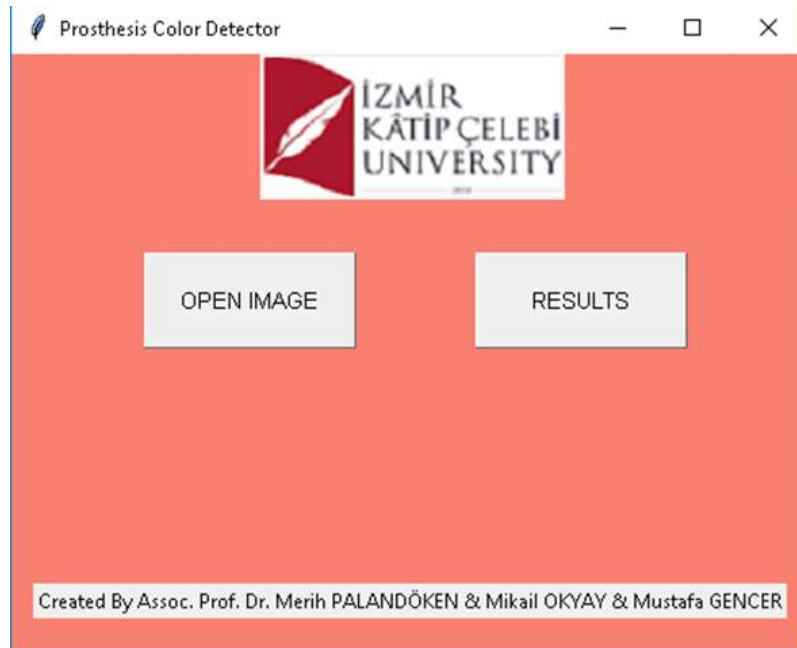 Prosthesis Color Detector
İZMİR
KÂTİP ÇELEBİ
UNIVERSITY
OPEN IMAGE
RESULTS
Created By Assoc. Prof. Dr. Merih PALANDÖKEN & Mikail OKYAY & Mustafa GENCER